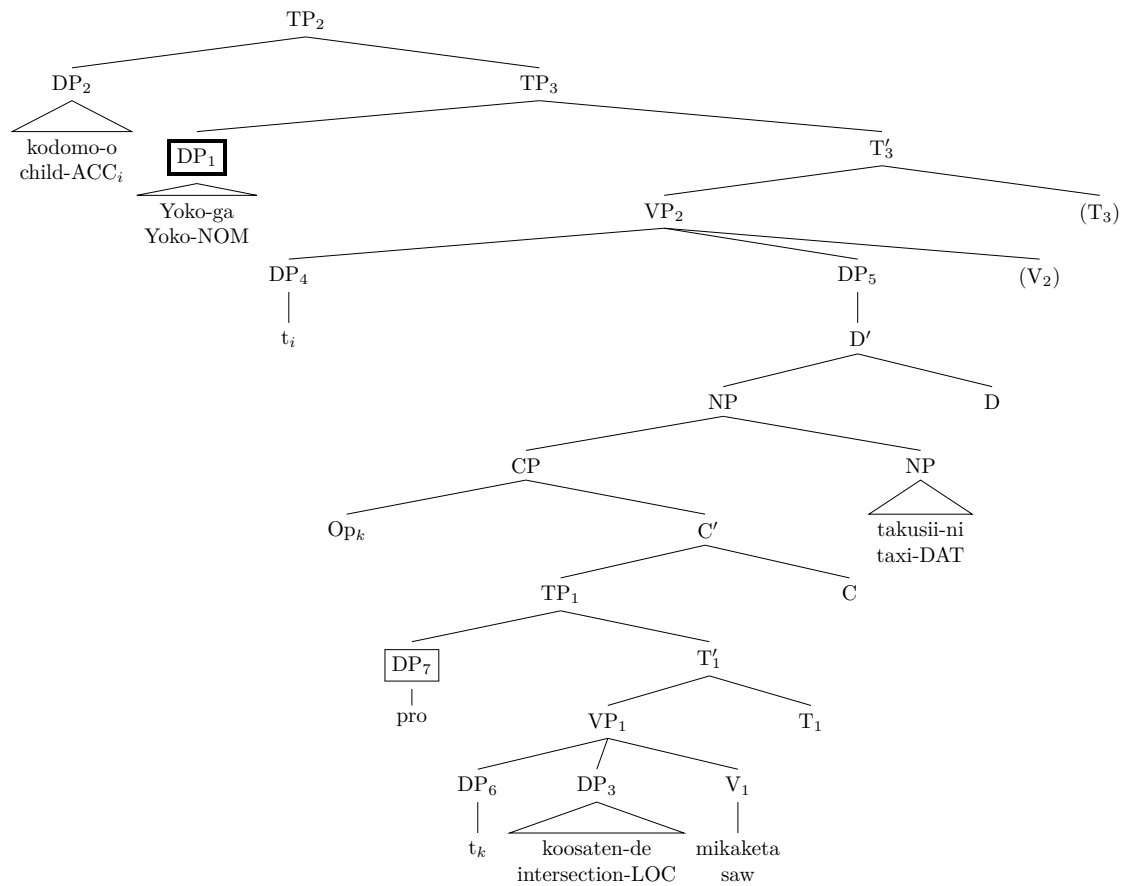 TP₂
DP₂ TP₃
kodomo-o
child-ACCᵢ
DP₁ T′₃
Yoko-ga
Yoko-NOM
VP₂ (T₃)
DP₄ DP₅ (V₂)
tᵢ D′
NP D
CP NP
Opₖ C′ takusii-ni
taxi-DAT
TP₁ C
DP₇ T′₁
pro VP₁ T₁
DP₆ DP₃ V₁
tₖ koosaten-de mikaketa
intersection-LOC saw